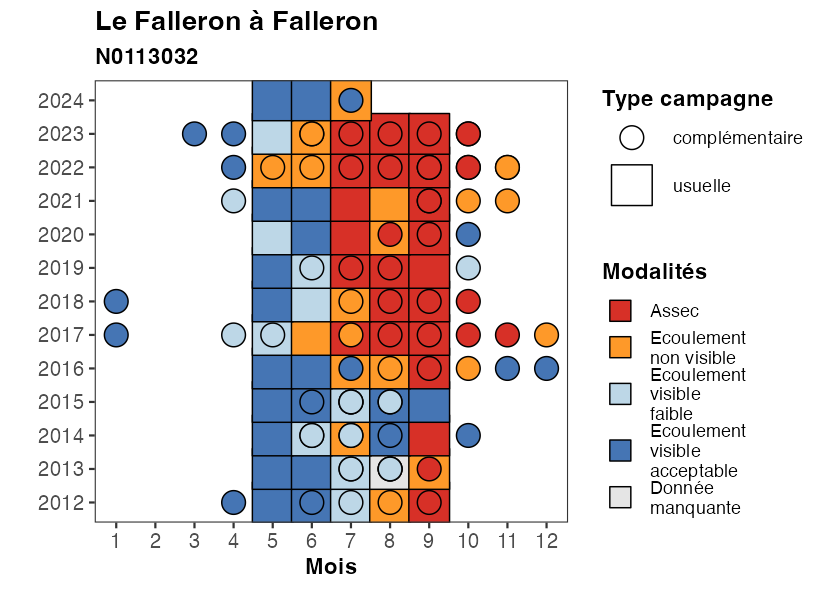 Le Falleron à Falleron
N0113032
2024
2023
2022
2021
2020
2019
2018
2017
2016
2015
2014
2013
2012
1 2 3 4 5 6 7 8 9 10 11 12
Mois
Type campagne
complémentaire
usuelle
Modalités
Assec
Ecoulement
non visible
Ecoulement
visible
faible
Ecoulement
visible
acceptable
Donnée
manquante